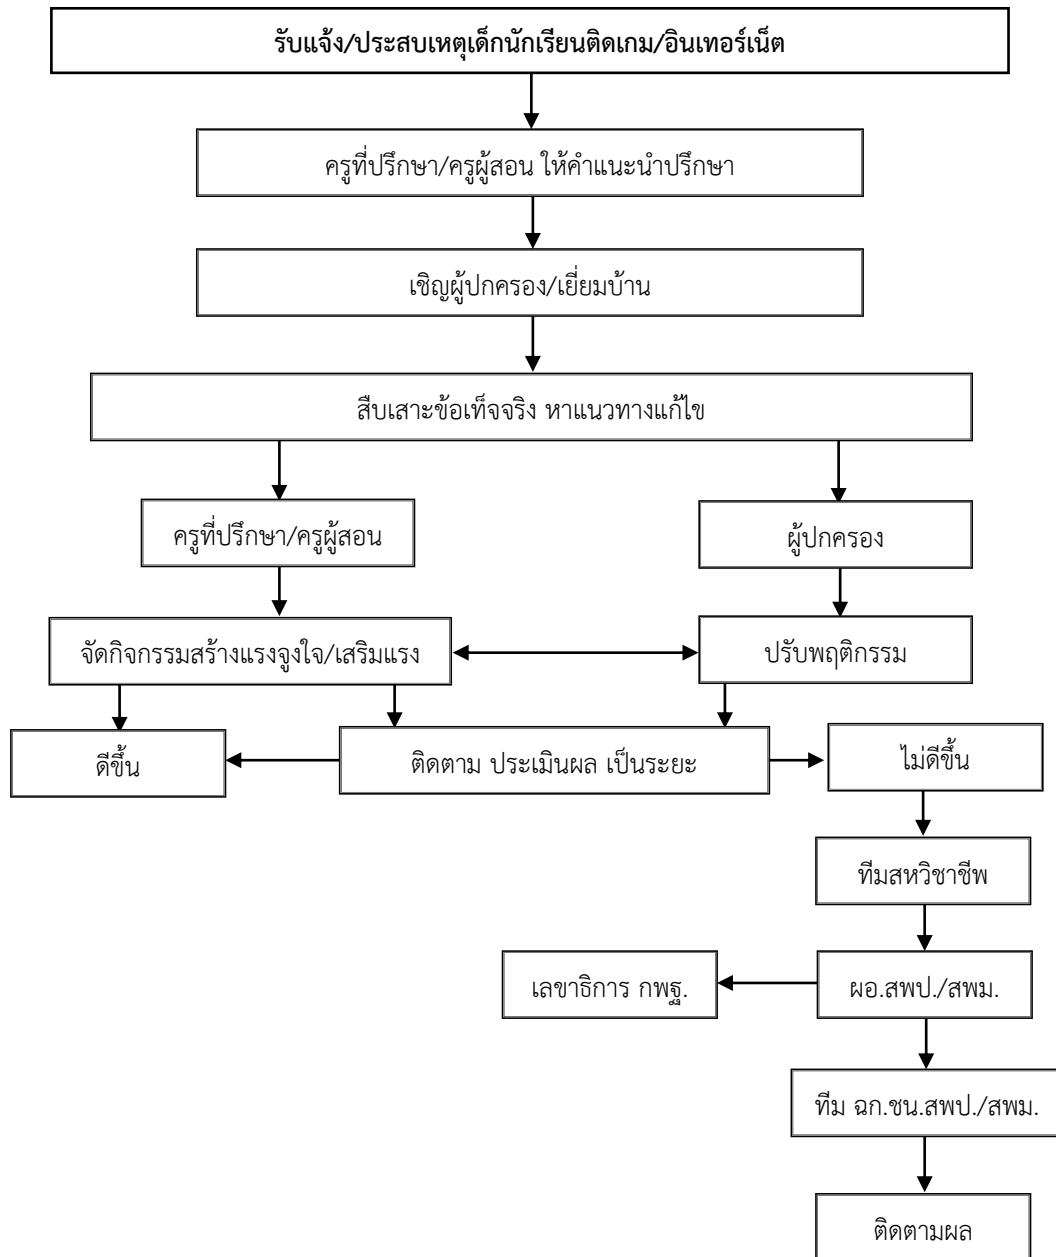 รับแจ้ง/ประสบเหตุเด็กนักเรียนติดเกม/อินเทอร์เน็ต
ครูที่ปรึกษา/ครูผู้สอน ให้คำแนะนำปรึกษา
เชิญผู้ปกครอง/เยี่ยมบ้าน
สืบเสาะข้อเท็จจริง หาแนวทางแก้ไข
ครูที่ปรึกษา/ครูผู้สอน
ผู้ปกครอง
จัดกิจกรรมสร้างแรงจูงใจ/เสริมแรง
ปรับพฤติกรรม
ดีขึ้น
ติดตาม ประเมินผล เป็นระยะ
ไม่ดีขึ้น
ทีมสหวิชาชีพ
เลขาธิการ กพฐ.
ผอ.สพป./สพม.
ทีม ฉก.ชน.สพป./สพม.
ติดตามผล